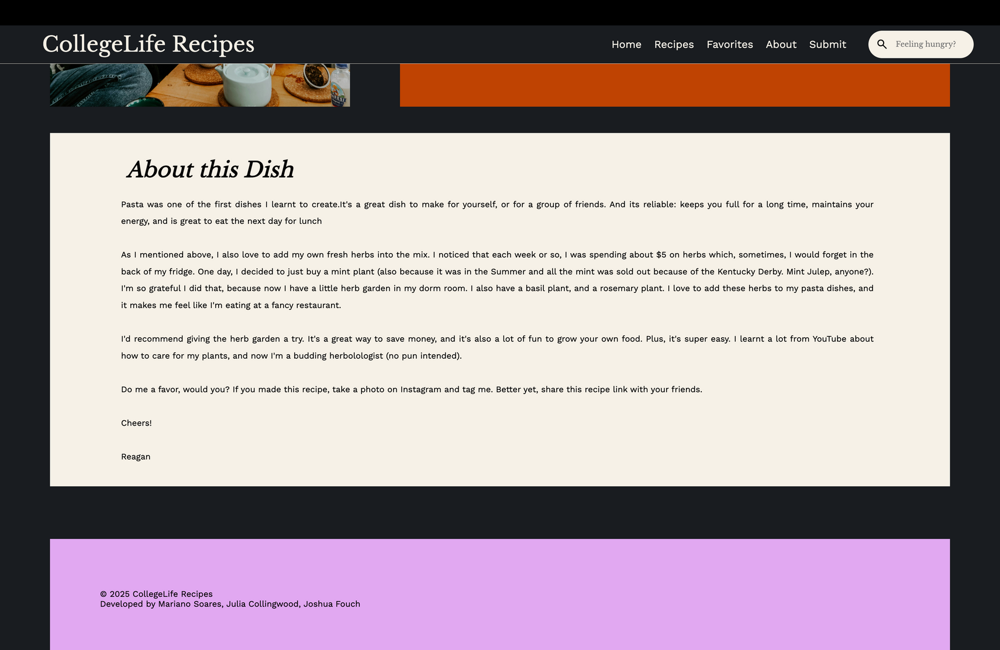 CollegeLife Recipes
Home Recipes Favorites About Submit
Feeling hungry?
About this Dish
Pasta was one of the first dishes I learnt to create.It's a great dish to make for yourself, or for a group of friends. And its reliable: keeps you full for a long time, maintains your
energy, and is great to eat the next day for lunch
As I mentioned above, I also love to add my own fresh herbs into the mix. I noticed that each week or so, I was spending about $5 on herbs which, sometimes, I would forget in the
back of my fridge. One day, I decided to just buy a mint plant (also because it was in the Summer and all the mint was sold out because of the Kentucky Derby. Mint Julep, anyone?).
I'm so grateful I did that, because now I have a little herb garden in my dorm room. I also have a basil plant, and a rosemary plant. I love to add these herbs to my pasta dishes, and
it makes me feel like I'm eating at a fancy restaurant.
I'd recommend giving the herb garden a try. It's a great way to save money, and it's also a lot of fun to grow your own food. Plus, it's super easy. I learnt a lot from YouTube about
how to care for my plants, and now I'm a budding herbolologist (no pun intended).
Do me a favor, would you? If you made this recipe, take a photo on Instagram and tag me. Better yet, share this recipe link with your friends.
Cheers!
Reagan
© 2025 CollegeLife Recipes
Developed by Mariano Soares, Julia Collingwood, Joshua Fouch